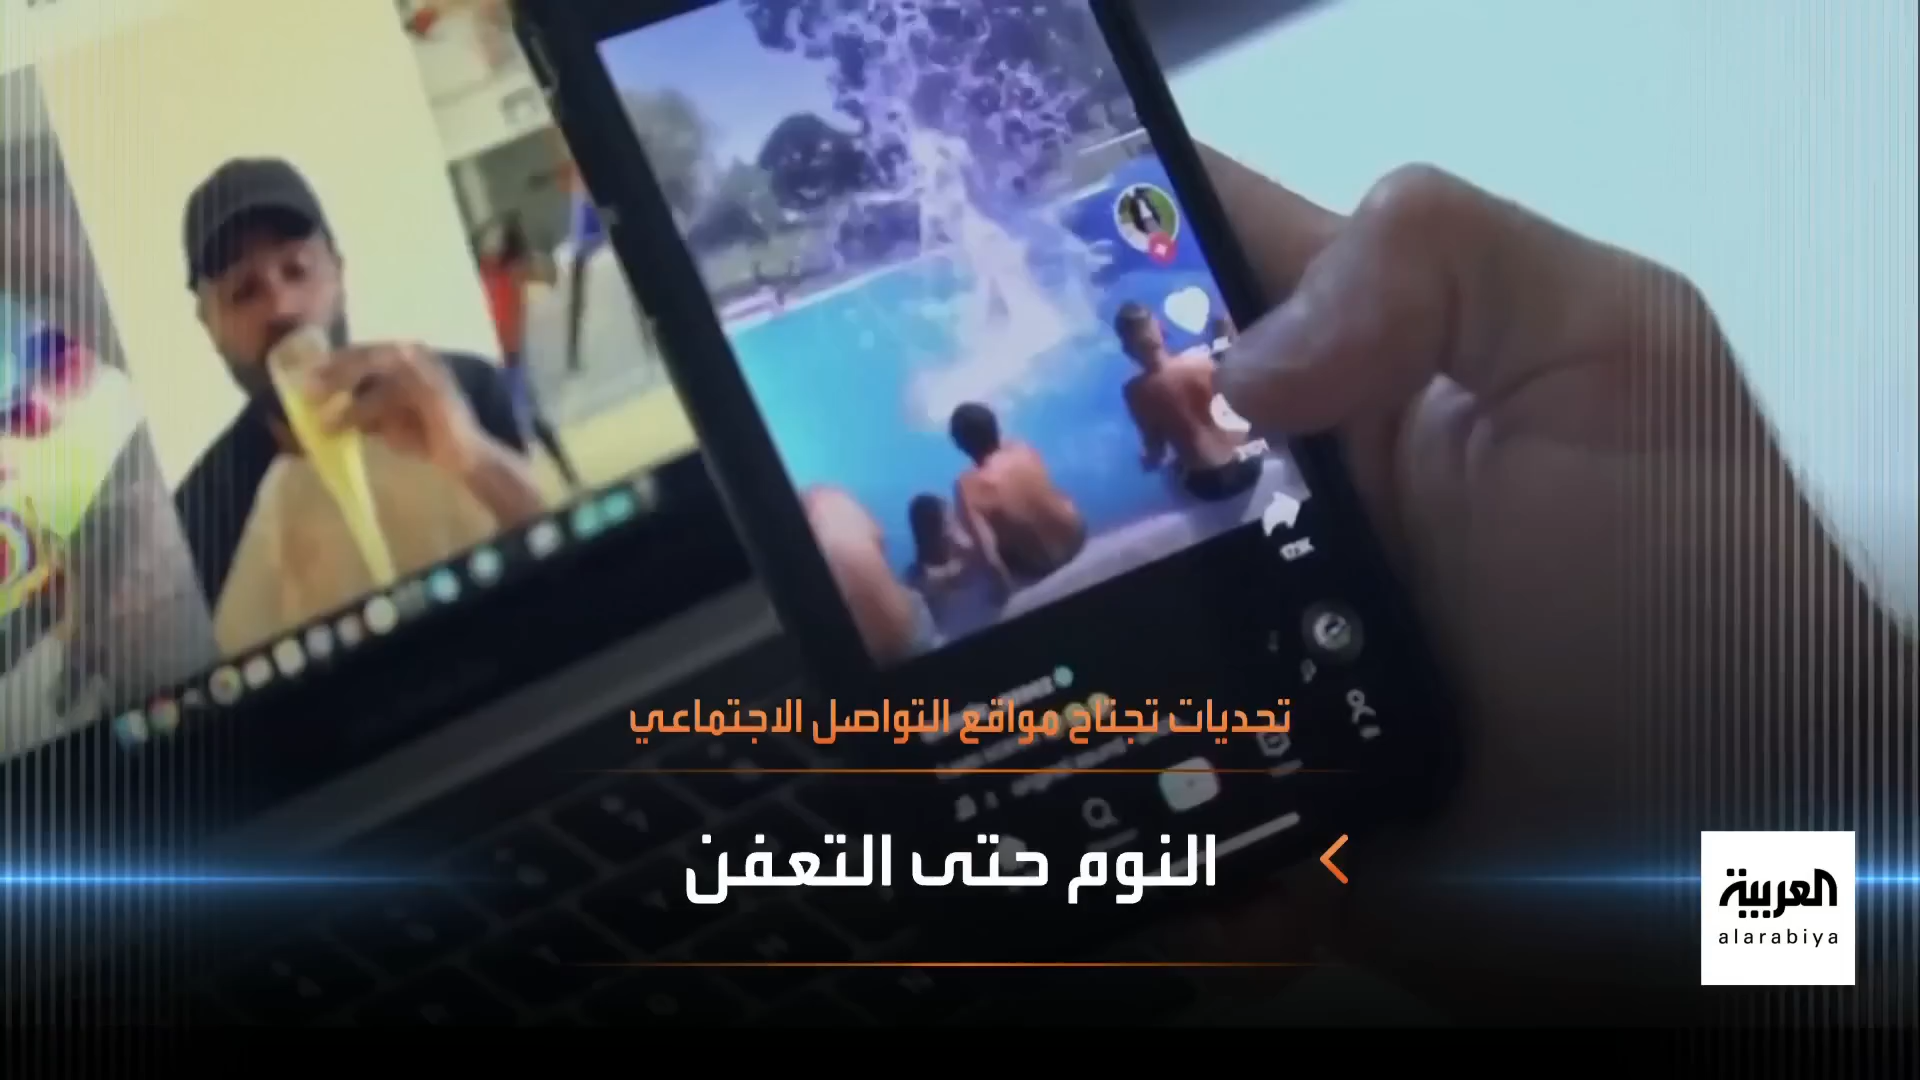 تحديات تجتاح مواقع التواصل الاجتماعي
النوم حتى التعفن
العربية
alarabiya